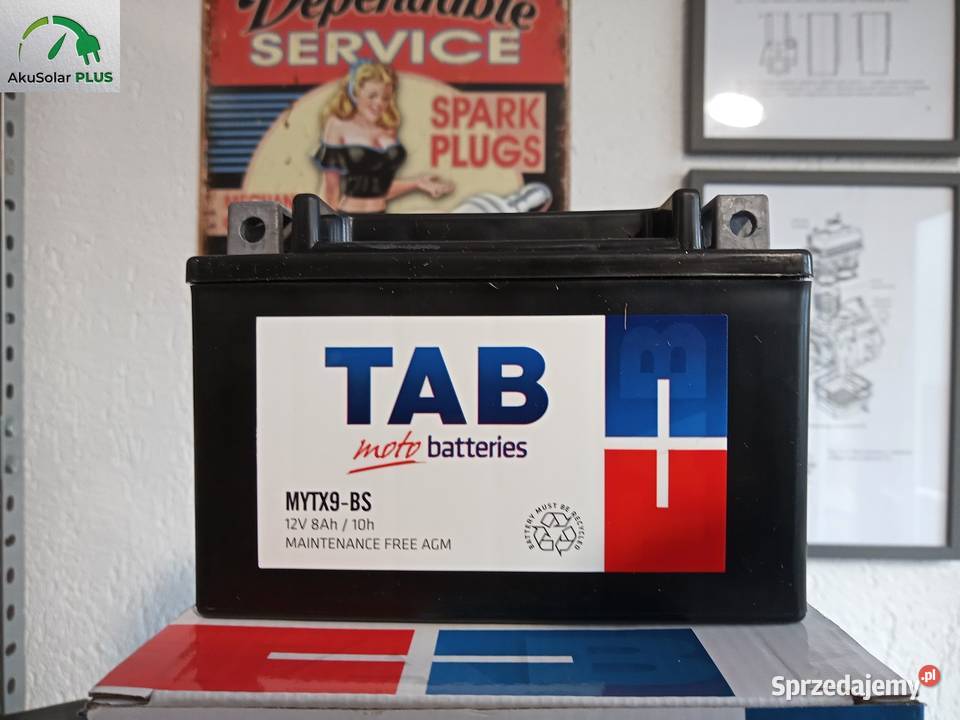 AkuSolar PLUS
Dependable
SERVICE
SPARK
PLUGS
TAB
moto batteries
MYTX9-BS
12V 8Ah / 10h
MAINTENANCE FREE AGM
BATTERY MUST BE RECYCLED
AB
B
Sprzedajemy.pl